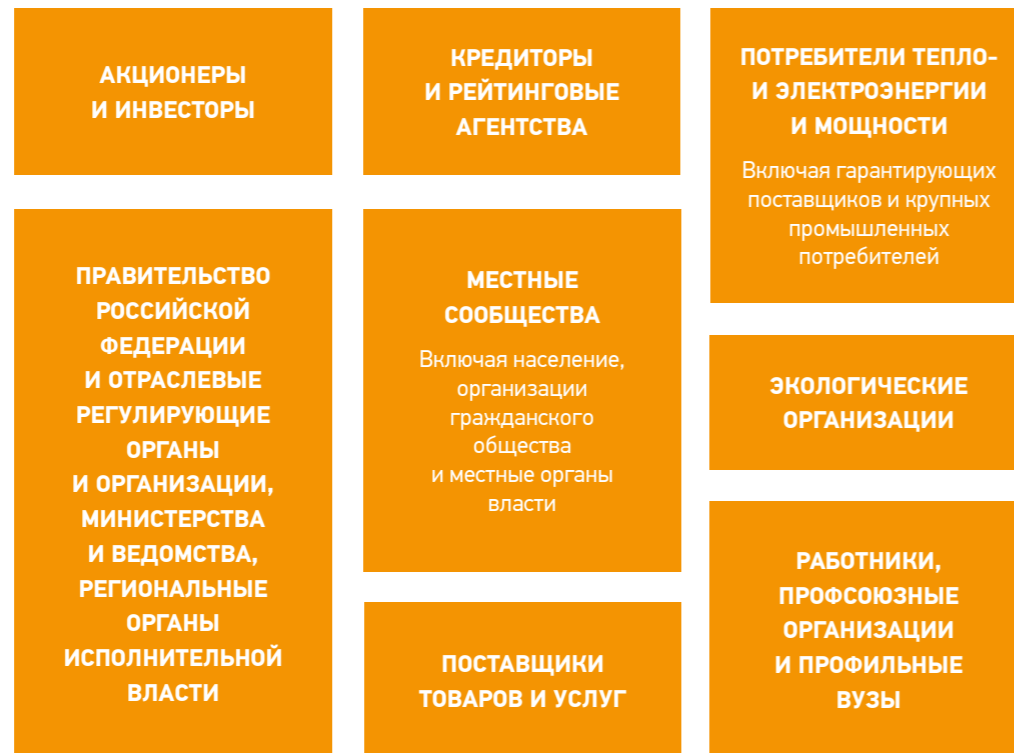 АКЦИОНЕРЫ
И ИНВЕСТОРЫ
КРЕДИТОРЫ
И РЕЙТИНГОВЫЕ
АГЕНТСТВА
ПОТРЕБИТЕЛИ ТЕПЛО-
И ЭЛЕКТРОЭНЕРГИИ
И МОЩНОСТИ
Включая гарантирующих
поставщиков и крупных
промышленных
потребителей
ПРАВИТЕЛЬСТВО
РОССИЙСКОЙ
ФЕДЕРАЦИИ
И ОТРАСЛЕВЫЕ
РЕГУЛИРУЮЩИЕ
ОРГАНЫ
И ОРГАНИЗАЦИИ,
МИНИСТЕРСТВА
И ВЕДОМСТВА,
РЕГИОНАЛЬНЫЕ
ОРГАНЫ
ИСПОЛНИТЕЛЬНОЙ
ВЛАСТИ
МЕСТНЫЕ
СООБЩЕСТВА
Включая население,
организации
гражданского
общества
и местные органы
власти
ЭКОЛОГИЧЕСКИЕ
ОРГАНИЗАЦИИ
ПОСТАВЩИКИ
ТОВАРОВ И УСЛУГ
РАБОТНИКИ,
ПРОФСОЮЗНЫЕ
ОРГАНИЗАЦИИ
И ПРОФИЛЬНЫЕ
ВУЗЫ